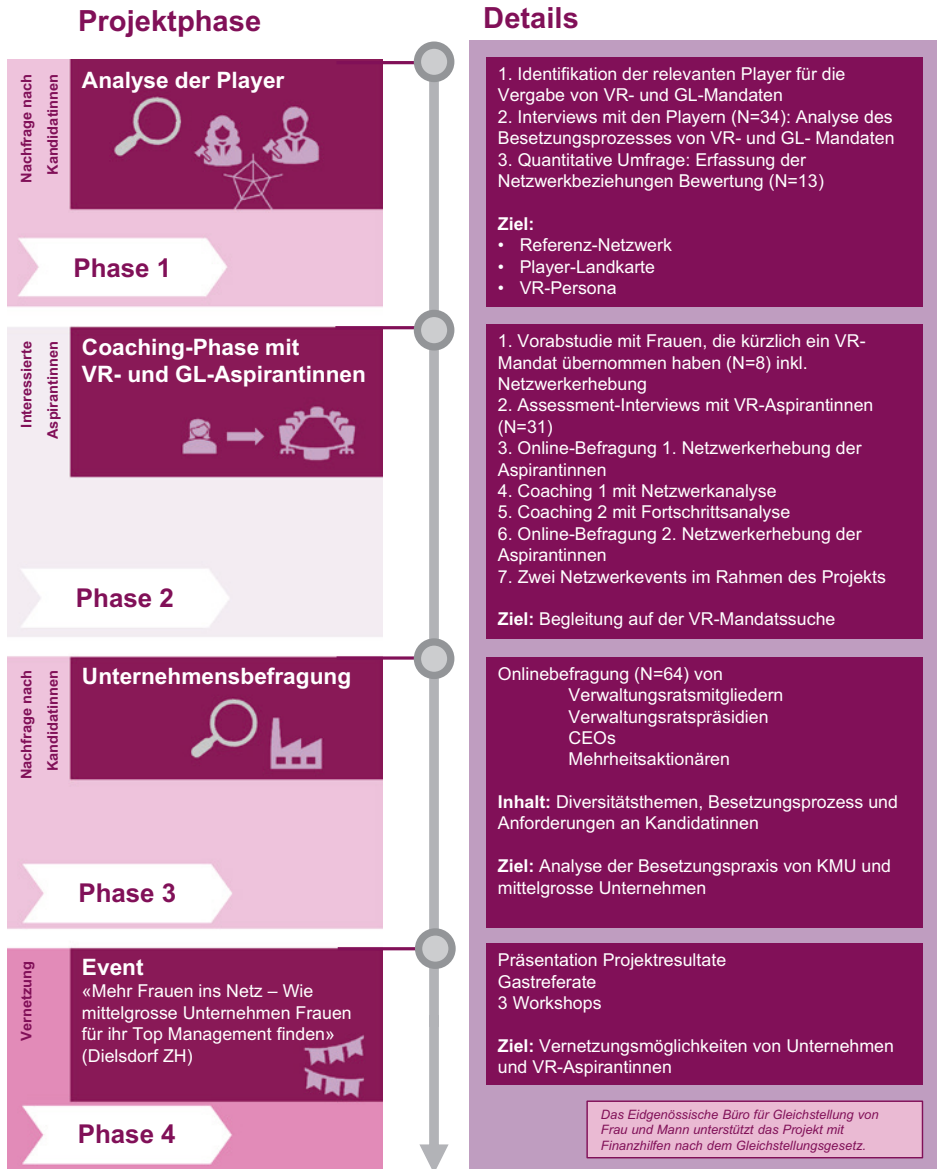 Projektphase
Details
Nachfrage nach
Kandidatinnen
Analyse der Player
Phase 1
1. Identifikation der relevanten Player für die
Vergabe von VR- und GL-Mandaten
2. Interviews mit den Playern (N=34): Analyse des
Besetzungsprozesses von VR- und GL- Mandaten
3. Quantitative Umfrage: Erfassung der
Netzwerkbeziehungen Bewertung (N=13)
Ziel:
• Referenz-Netzwerk
• Player-Landkarte
• VR-Persona
Interessierte
Aspirantinnen
Coaching-Phase mit
VR- und GL-Aspirantinnen
Phase 2
1. Vorabstudie mit Frauen, die kürzlich ein VR-
Mandat übernommen haben (N=8) inkl.
Netzwerkerhebung
2. Assessment-Interviews mit VR-Aspirantinnen
(N=31)
3. Online-Befragung 1. Netzwerkerhebung der
Aspirantinnen
4. Coaching 1 mit Netzwerkanalyse
5. Coaching 2 mit Fortschrittsanalyse
6. Online-Befragung 2. Netzwerkerhebung der
Aspirantinnen
7. Zwei Netzwerkevents im Rahmen des Projekts
Ziel: Begleitung auf der VR-Mandatssuche
Nachfrage nach
Kandidatinnen
Unternehmensbefragung
Phase 3
Onlinebefragung (N=64) von
Verwaltungsratsmitgliedern
Verwaltungsratspräsidien
CEOs
Mehrheitsaktionären
Inhalt: Diversitätsthemen, Besetzungsprozess und
Anforderungen an Kandidatinnen
Ziel: Analyse der Besetzungspraxis von KMU und
mittelgrosse Unternehmen
Vernetzung
Event
«Mehr Frauen ins Netz – Wie
mittelgrosse Unternehmen Frauen
für ihr Top Management finden»
(Dielsdorf ZH)
Phase 4
Präsentation Projektresultate
Gastreferate
3 Workshops
Ziel: Vernetzungsmöglichkeiten von Unternehmen
und VR-Aspirantinnen
Das Eidgenössische Büro für Gleichstellung von
Frau und Mann unterstützt das Projekt mit
Finanzhilfen nach dem Gleichstellungsgesetz.